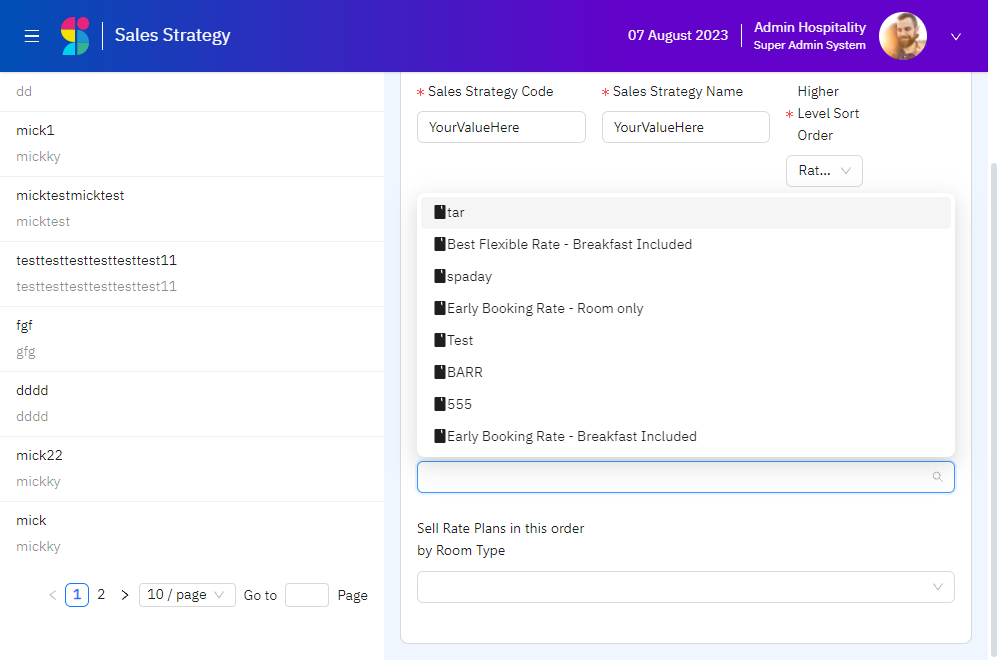 Sales Strategy
07 August 2023
Admin Hospitality
Super Admin System
dd
mick1
mickky
micktestmicktest
micktest
testtesttesttesttesttest11
testtesttesttesttesttest11
fgf
gfg
dddd
dddd
mick22
mickky
mick
mickky
1 2 10 / page Go to Page
* Sales Strategy Code
YourValueHere
* Sales Strategy Name
YourValueHere
Higher
* Level Sort
Order
Rat...
tar
Best Flexible Rate - Breakfast Included
spaday
Early Booking Rate - Room only
Test
BARR
555
Early Booking Rate - Breakfast Included
Sell Rate Plans in this order
by Room Type